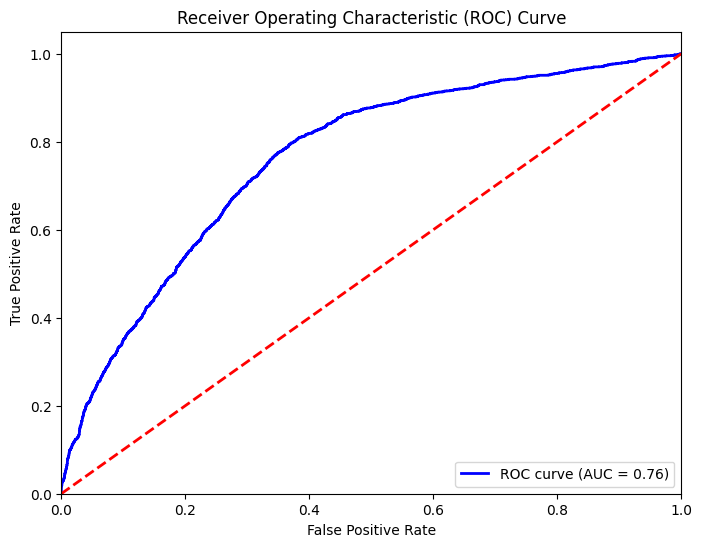 Receiver Operating Characteristic (ROC) Curve
True Positive Rate
1.0
0.8
0.6
0.4
0.2
0.0
ROC curve (AUC = 0.76)
0.0 0.2 0.4 0.6 0.8 1.0
False Positive Rate